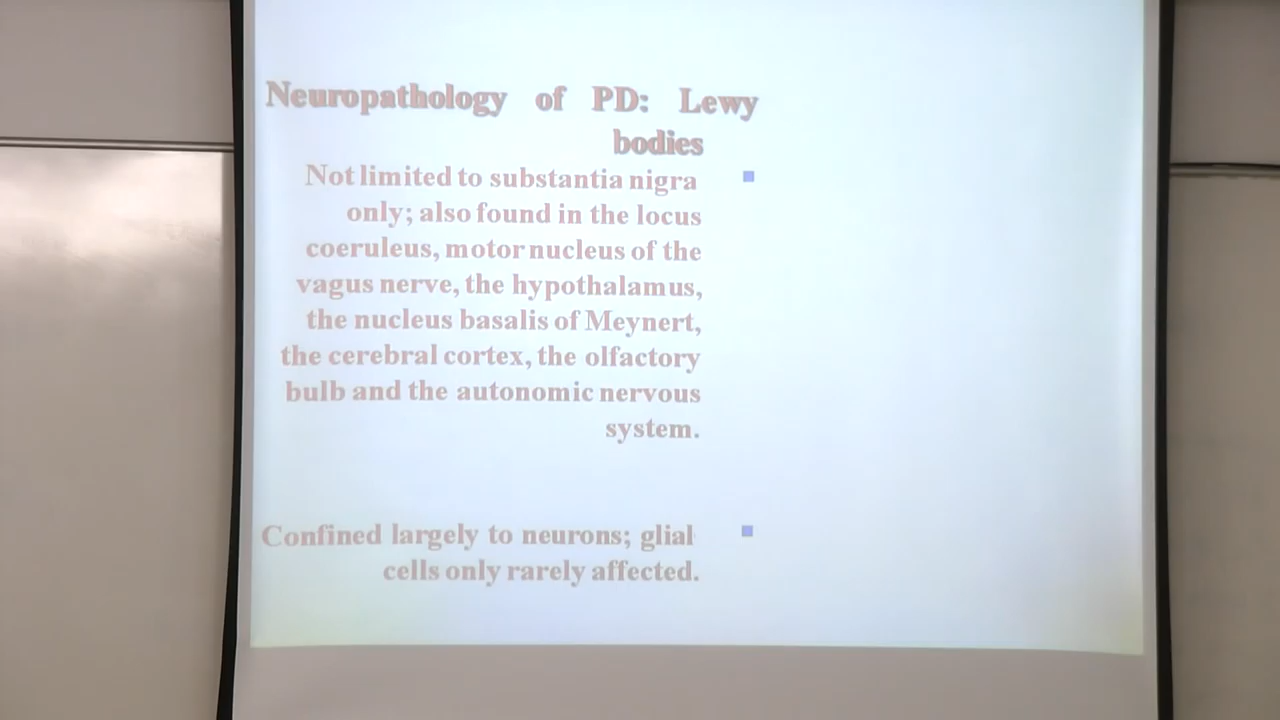 Neuropathology of PD: Lewy
bodies
Not limited to substantia nigra
only; also found in the locus
coeruleus, motor nucleus of the
vagus nerve, the hypothalamus,
the nucleus basalis of Meynert,
the cerebral cortex, the olfactory
bulb and the autonomic nervous
system.
Confined largely to neurons; glial
cells only rarely affected.